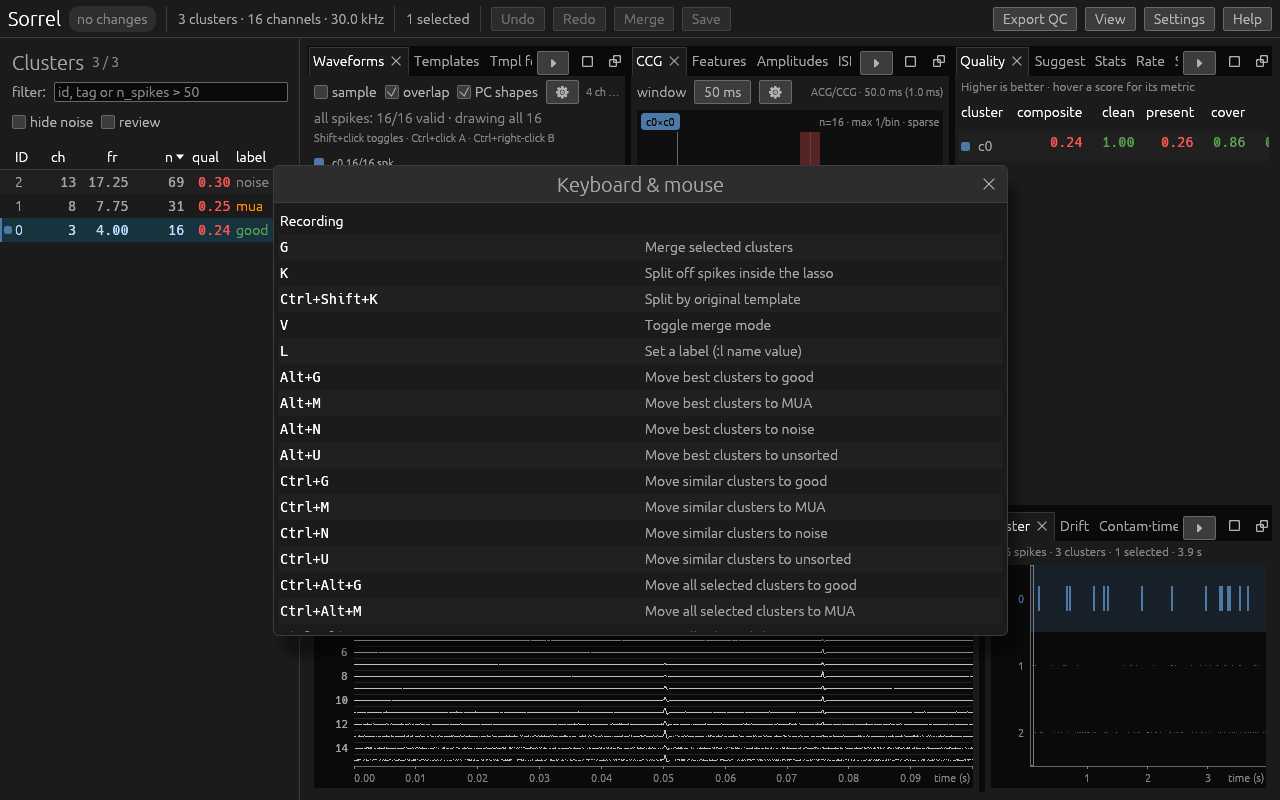 Sorrel no changes 3 clusters · 16 channels · 30.0 kHz 1 selected Undo Redo Merge Save Export QC View Settings Help
Clusters 3 / 3
filter: id, tag or n_spikes > 50
hide noise review
ID ch fr n qual label
2 13 17.25 69 0.30 noise
1 8 7.75 31 0.25 mua
0 3 4.00 16 0.24 good
Waveforms Templates Tmpl f
sample overlap PC shapes 4 ch ...
all spikes: 16/16 valid · drawing all 16
Shift+click toggles · Ctrl+click A · Ctrl+right-click B
c0 16/16 spk
CCG Features Amplitudes ISI
window 50 ms ACG/CCG · 50.0 ms (1.0 ms)
c0×c0 n=16 · max 1/bin · sparse
Quality Suggest Stats Rate
Higher is better · hover a score for its metric
cluster composite clean present cover
c0 0.24 1.00 0.26 0.86
Keyboard & mouse
Recording
G Merge selected clusters
K Split off spikes inside the lasso
Ctrl+Shift+K Split by original template
V Toggle merge mode
L Set a label (:l name value)
Alt+G Move best clusters to good
Alt+M Move best clusters to MUA
Alt+N Move best clusters to noise
Alt+U Move best clusters to unsorted
Ctrl+G Move similar clusters to good
Ctrl+M Move similar clusters to MUA
Ctrl+N Move similar clusters to noise
Ctrl+U Move similar clusters to unsorted
Ctrl+Alt+G Move all selected clusters to good
Ctrl+Alt+M Move all selected clusters to MUA
6
8
10
12
14
0.00 0.01 0.02 0.03 0.04 0.05 0.06 0.07 0.08 0.09 time (s)
ster Drift Contam·time
spikes · 3 clusters · 1 selected · 3.9 s
0
1
2
1 2 3 time (s)